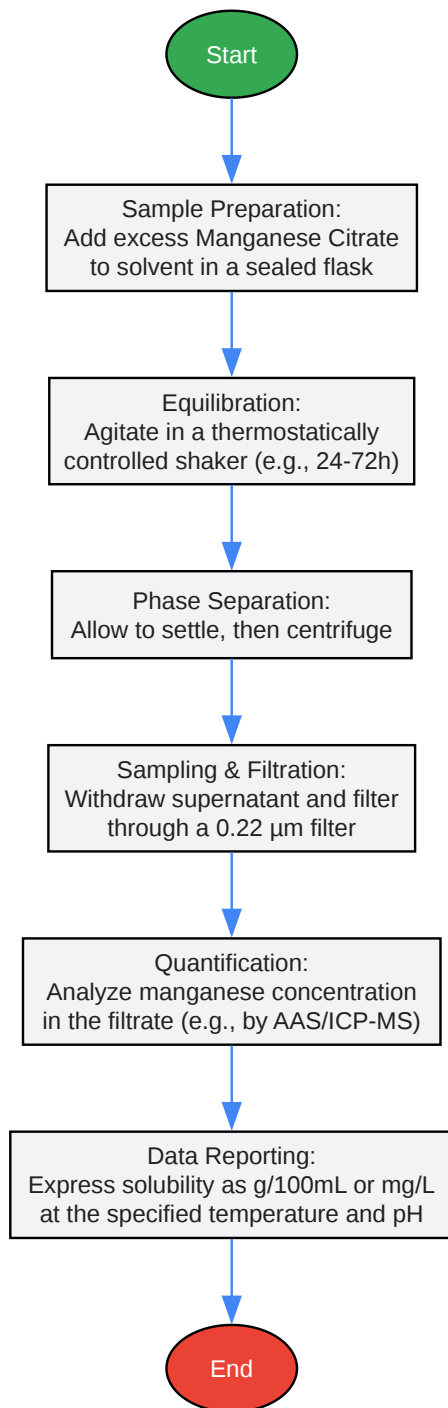 Start
Sample Preparation:
Add excess Manganese Citrate
to solvent in a sealed flask
Equilibration:
Agitate in a thermostatically
controlled shaker (e.g., 24-72h)
Phase Separation:
Allow to settle, then centrifuge
Sampling & Filtration:
Withdraw supernatant and filter
through a 0.22 µm filter
Quantification:
Analyze manganese concentration
in the filtrate (e.g., by AAS/ICP-MS)
Data Reporting:
Express solubility as g/100mL or mg/L
at the specified temperature and pH
End